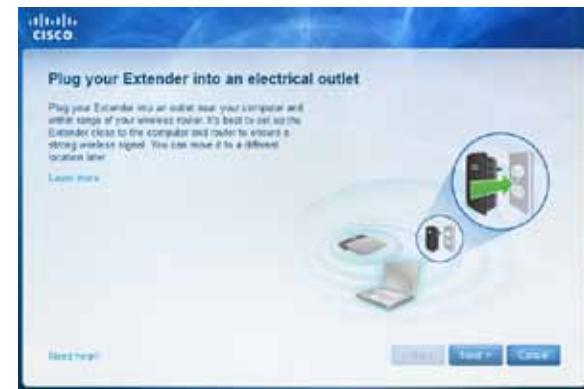 CISCO
Plug your Extender into an electrical outlet
Plug your Extender into an outlet near your computer and
within range of your wireless router. It's best to set up the
Extender close to the computer and router to ensure a
strong wireless signal. You can move it to a different
location later.
Learn more
Need help?
Next >
Cancel